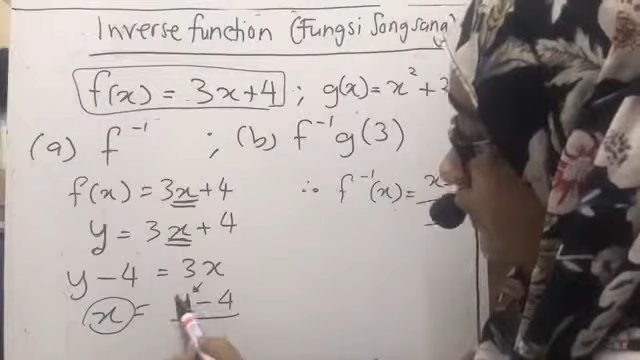 Inverse function (Fungsi Songsang)
f(x) = 3x+4 ; g(x) = x² +
(a) f⁻¹ ; (b) f⁻¹g(3)
f(x) = 3x+4 ∴ f⁻¹(x) = x
y = 3x+4
y-4 = 3x
x = y-4